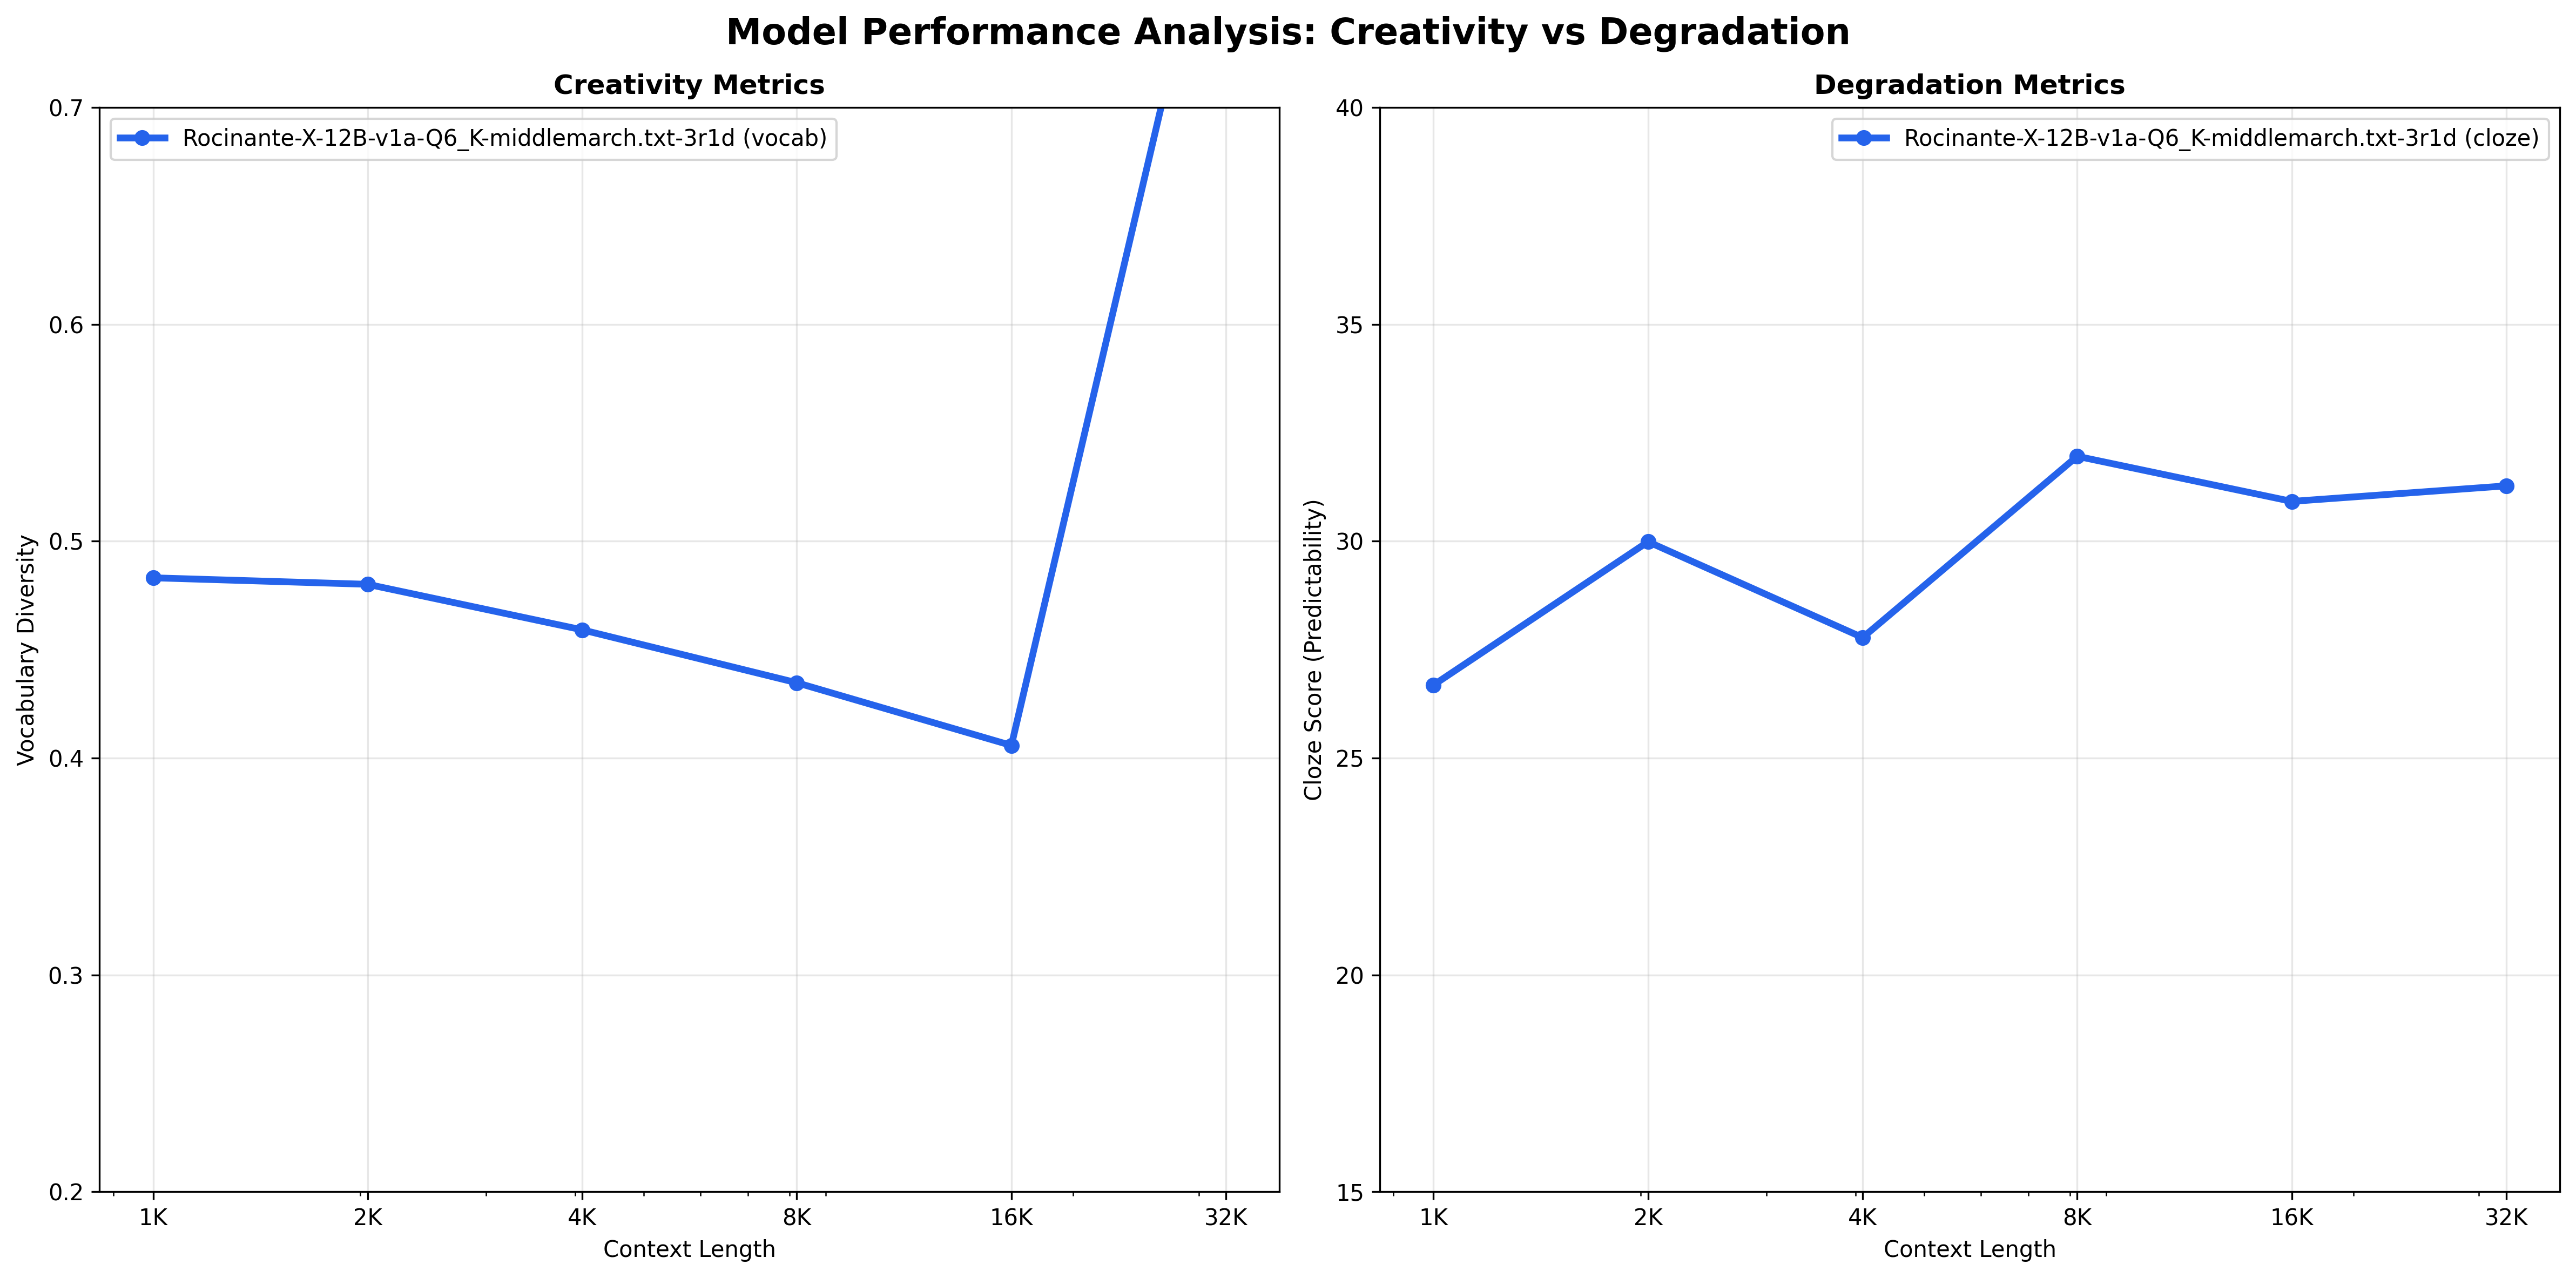 Model Performance Analysis: Creativity vs Degradation
Creativity Metrics
Rocinante-X-12B-v1a-Q6_K-middlemarch.txt-3r1d (vocab)
Vocabulary Diversity
0.7
0.6
0.5
0.4
0.3
0.2
1K
2K
4K
8K
16K
32K
Context Length
Degradation Metrics
Rocinante-X-12B-v1a-Q6_K-middlemarch.txt-3r1d (cloze)
Cloze Score (Predictability)
40
35
30
25
20
15
1K
2K
4K
8K
16K
32K
Context Length